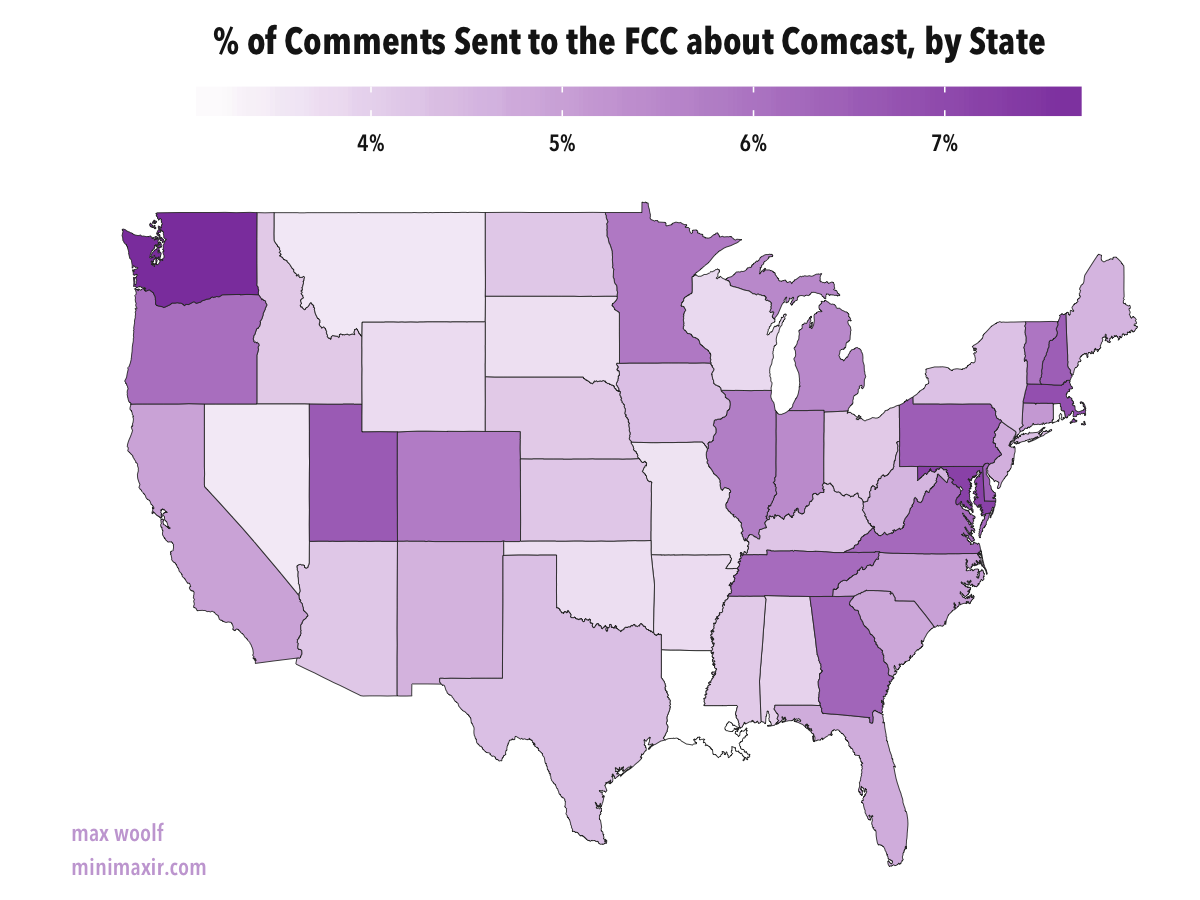 % of Comments Sent to the FCC about Comcast, by State
4% 5% 6% 7%
max woolf
minimaxir.com